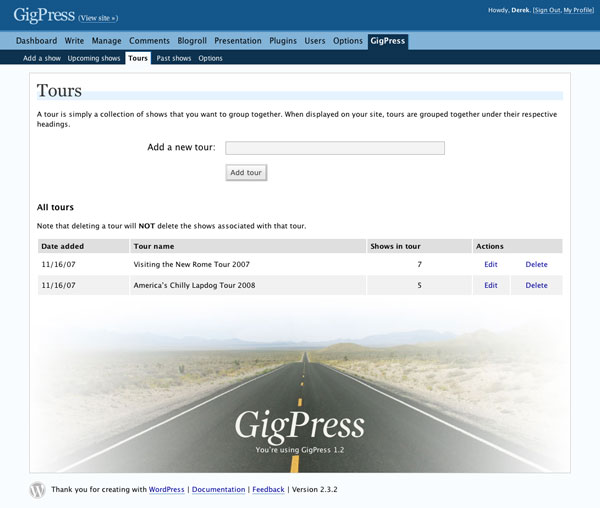 GigPress (View site »)
Howdy, Derek. [Sign Out, My Profile]
Dashboard Write Manage Comments Blogroll Presentation Plugins Users Options GigPress
Add a show Upcoming shows Tours Past shows Options
Tours
A tour is simply a collection of shows that you want to group together. When displayed on your site, tours are grouped together under their respective
headings.
Add a new tour:
Add tour
All tours
Note that deleting a tour will NOT delete the shows associated with that tour.
Date added Tour name Shows in tour Actions
11/16/07 Visiting the New Rome Tour 2007 7 Edit Delete
11/16/07 America's Chilly Lapdog Tour 2008 5 Edit Delete
GigPress
You're using GigPress 1.2
Thank you for creating with WordPress | Documentation | Feedback | Version 2.3.2